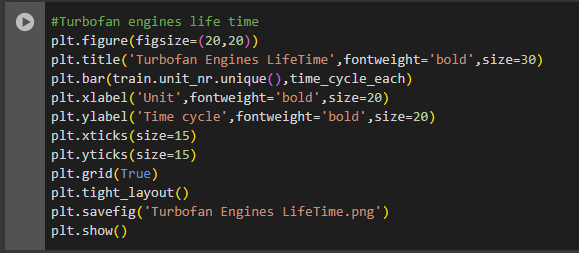 #Turbofan engines life time
plt.figure(figsize=(20,20))
plt.title('Turbofan Engines LifeTime',fontweight='bold',size=30)
plt.bar(train.unit_nr.unique(),time_cycle_each)
plt.xlabel('Unit',fontweight='bold',size=20)
plt.ylabel('Time cycle',fontweight='bold',size=20)
plt.xticks(size=15)
plt.yticks(size=15)
plt.grid(True)
plt.tight_layout()
plt.savefig('Turbofan Engines LifeTime.png')
plt.show()